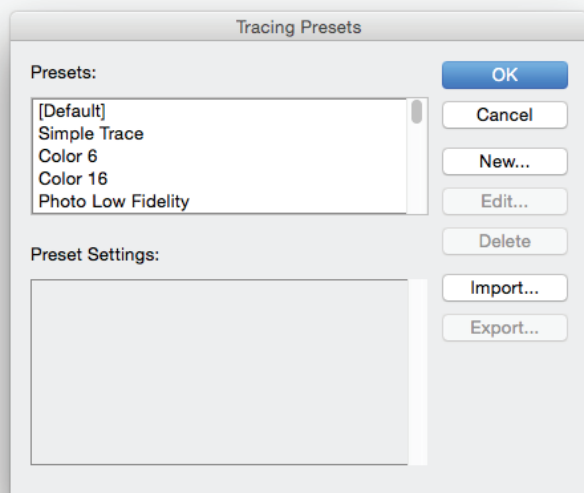 Tracing Presets
Presets:
[Default]
Simple Trace
Color 6
Color 16
Photo Low Fidelity
Preset Settings:
OK
Cancel
New...
Edit...
Delete
Import...
Export...